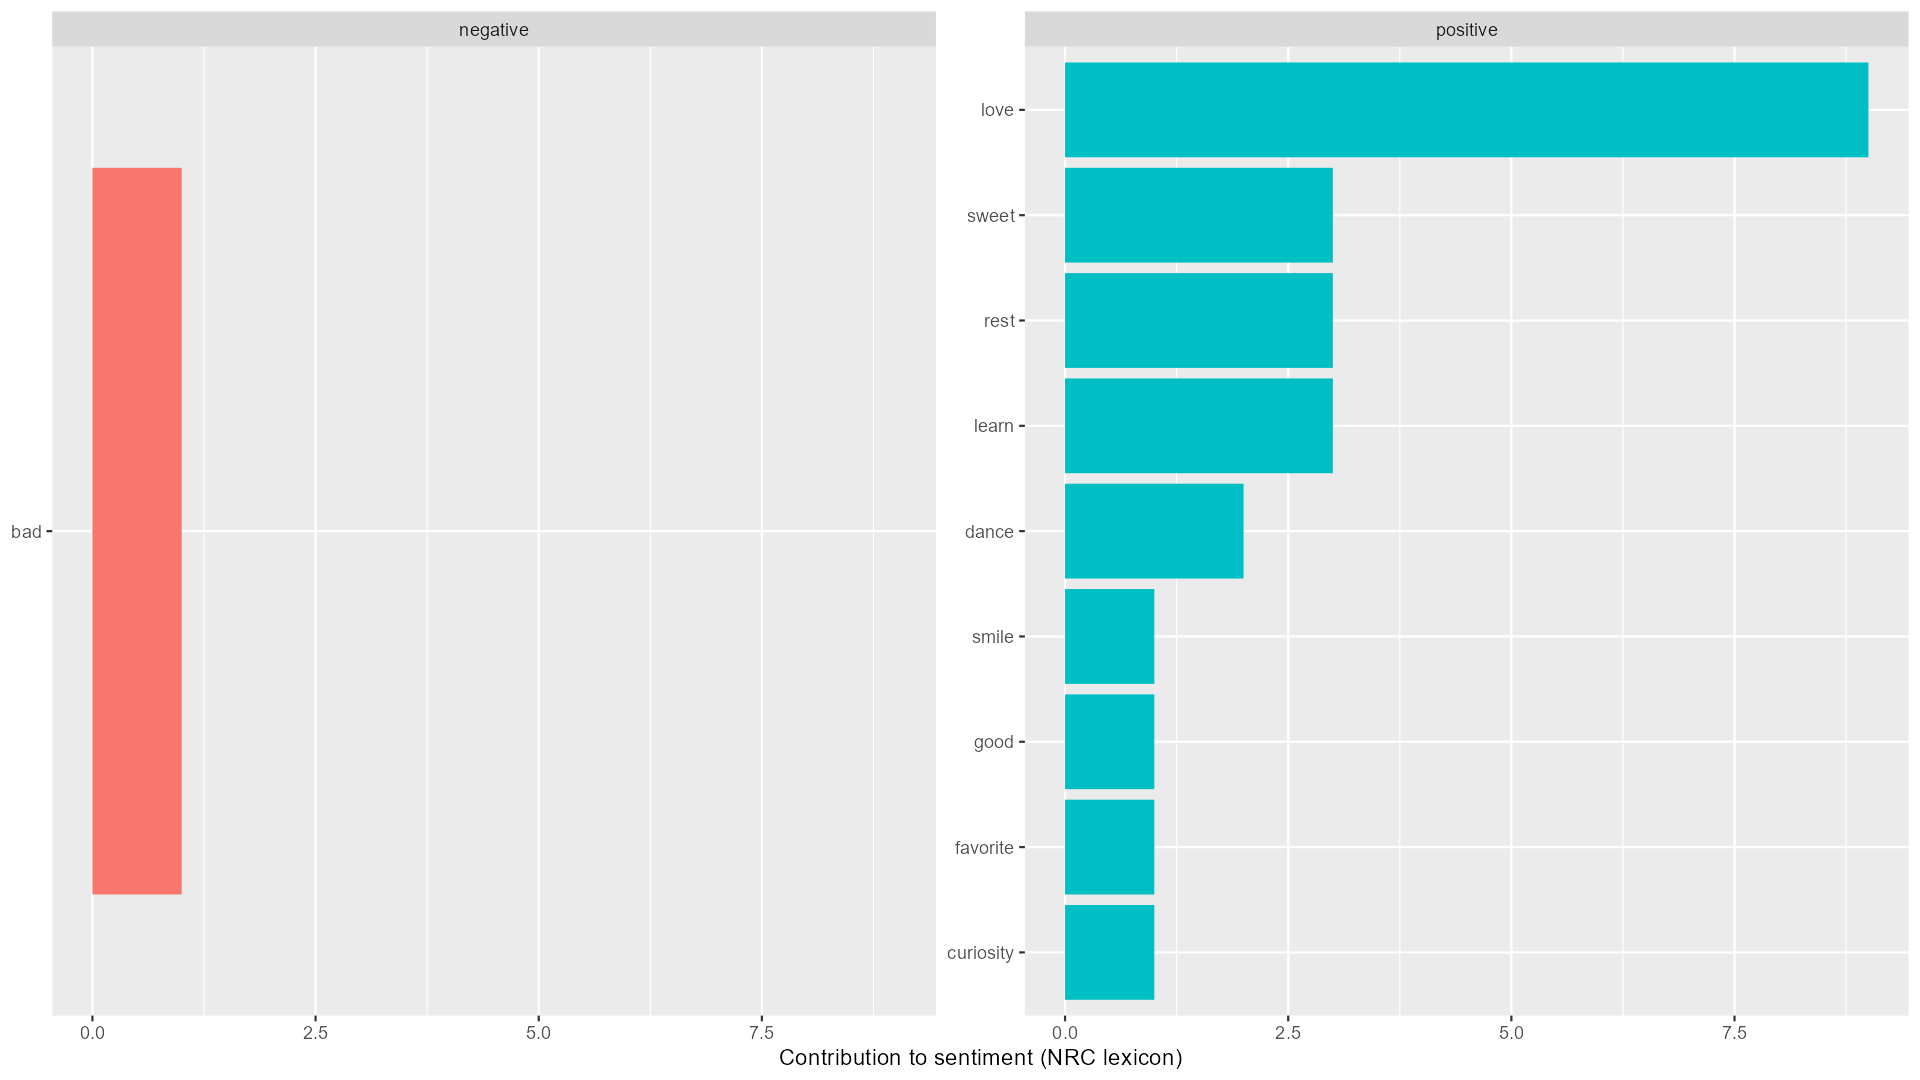 negative
positive
bad
love
sweet
rest
learn
dance
smile
good
favorite
curiosity
0.0 2.5 5.0 7.5
0.0 2.5 5.0 7.5
Contribution to sentiment (NRC lexicon)